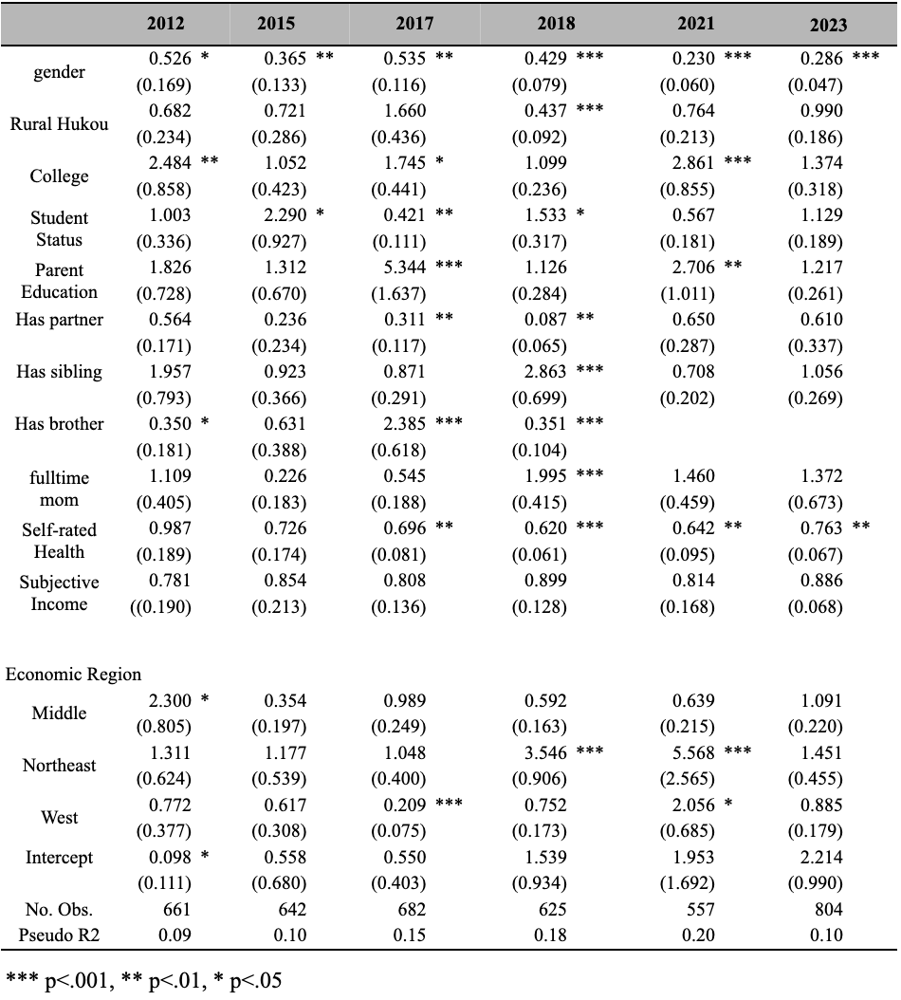 2012 2015 2017 2018 2021 2023
gender 0.526 * 0.365 ** 0.535 ** 0.429 *** 0.230 *** 0.286 ***
(0.169) (0.133) (0.116) (0.079) (0.060) (0.047)
Rural Hukou 0.682 0.721 1.660 0.437 *** 0.764 0.990
(0.234) (0.286) (0.436) (0.092) (0.213) (0.186)
College 2.484 ** 1.052 1.745 * 1.099 2.861 *** 1.374
(0.858) (0.423) (0.441) (0.236) (0.855) (0.318)
Student 1.003 2.290 * 0.421 ** 1.533 * 0.567 1.129
Status (0.336) (0.927) (0.111) (0.317) (0.181) (0.189)
Parent 1.826 1.312 5.344 *** 1.126 2.706 ** 1.217
Education (0.728) (0.670) (1.637) (0.284) (1.011) (0.261)
Has partner 0.564 0.236 0.311 ** 0.087 ** 0.650 0.610
(0.171) (0.234) (0.117) (0.065) (0.287) (0.337)
Has sibling 1.957 0.923 0.871 2.863 *** 0.708 1.056
(0.793) (0.366) (0.291) (0.699) (0.202) (0.269)
Has brother 0.350 * 0.631 2.385 *** 0.351 ***
(0.181) (0.388) (0.618) (0.104)
fulltime 1.109 0.226 0.545 1.995 *** 1.460 1.372
mom (0.405) (0.183) (0.188) (0.415) (0.459) (0.673)
Self-rated 0.987 0.726 0.696 ** 0.620 *** 0.642 ** 0.763 **
Health (0.189) (0.174) (0.081) (0.061) (0.095) (0.067)
Subjective 0.781 0.854 0.808 0.899 0.814 0.886
Income ((0.190) (0.213) (0.136) (0.128) (0.168) (0.068)
Economic Region
Middle 2.300 * 0.354 0.989 0.592 0.639 1.091
(0.805) (0.197) (0.249) (0.163) (0.215) (0.220)
Northeast 1.311 1.177 1.048 3.546 *** 5.568 *** 1.451
(0.624) (0.539) (0.400) (0.906) (2.565) (0.455)
West 0.772 0.617 0.209 *** 0.752 2.056 * 0.885
(0.377) (0.308) (0.075) (0.173) (0.685) (0.179)
Intercept 0.098 * 0.558 0.550 1.539 1.953 2.214
(0.111) (0.680) (0.403) (0.934) (1.692) (0.990)
No. Obs. 661 642 682 625 557 804
Pseudo R2 0.09 0.10 0.15 0.18 0.20 0.10
*** p<.001, ** p<.01, * p<.05